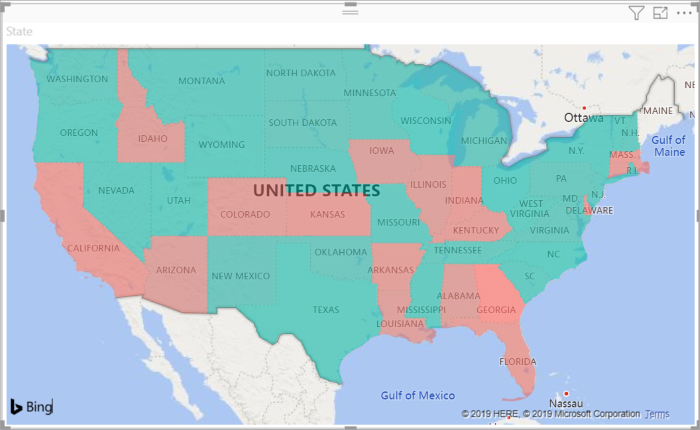 State
WASHINGTON
MONTANA
NORTH DAKOTA
MINNESOTA
Ottawa
MAINE
NE
OREGON
IDAHO
WYOMING
SOUTH DAKOTA
WISCONSIN
MICHIGAN
VT
N.H.
Gulf of
Maine
NEVADA
UTAH
NEBRASKA
IOWA
N.Y.
MASS
R.I.
UNITED STATES
COLORADO
KANSAS
ILLINOIS
INDIANA
OHIO
PA
N.J.
MD.
DELAWARE
WEST
VIRGINIA
VIRGINIA
MISSOURI
KENTUCKY
CALIFORNIA
ARIZONA
NEW MEXICO
OKLAHOMA
ARKANSAS
TENNESSEE
NC
SC
TEXAS
LOUISIANA
MISSISSIPPI
ALABAMA
GEORGIA
FLORIDA
Gulf of Mexico
Nassau
Bing
© 2019 HERE, © 2019 Microsoft Corporation Terms